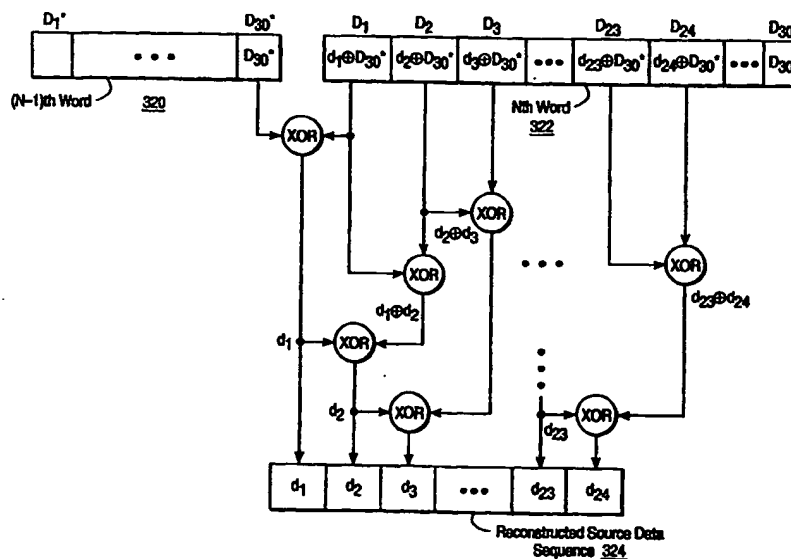 D1* D30* D1 D2 D3 D23 D24 D30
D30* d1⊕D30* d2⊕D30* d3⊕D30* ••• d23⊕D30* d24⊕D30* ••• D30
(N–1)th Word 320 Nth Word 322
XOR
XOR
d2⊕d3
XOR XOR
d23⊕d24
d1⊕d2
d1 XOR
d2 XOR d23 XOR
d1 d2 d3 ••• d23 d24
Reconstructed Source Data
Sequence 324